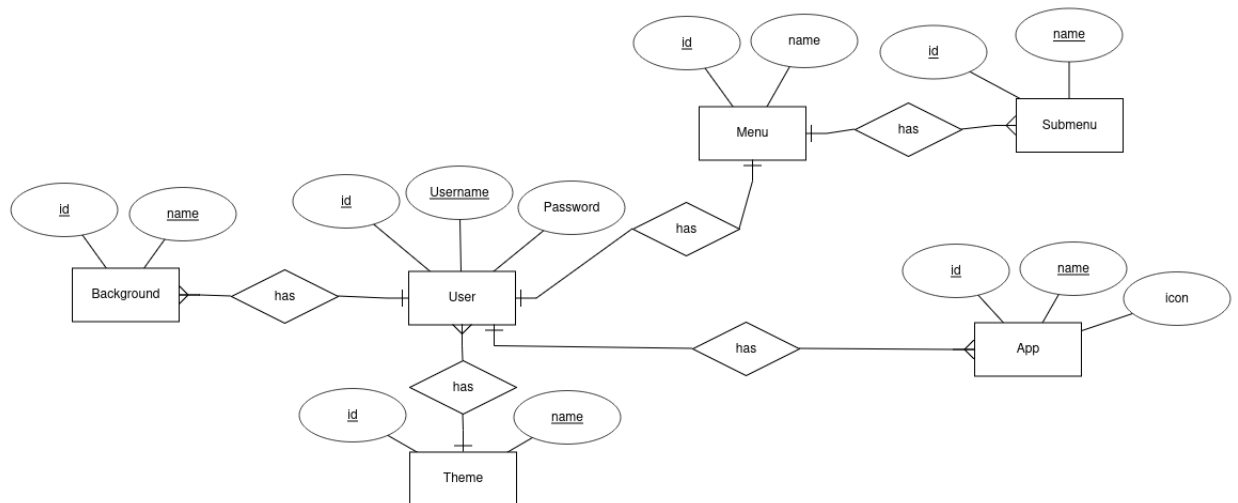 id
name
Menu
has
id
name
Submenu
id
name
Background
has
id
Username
Password
User
has
has
App
id
name
icon
has
id
name
Theme